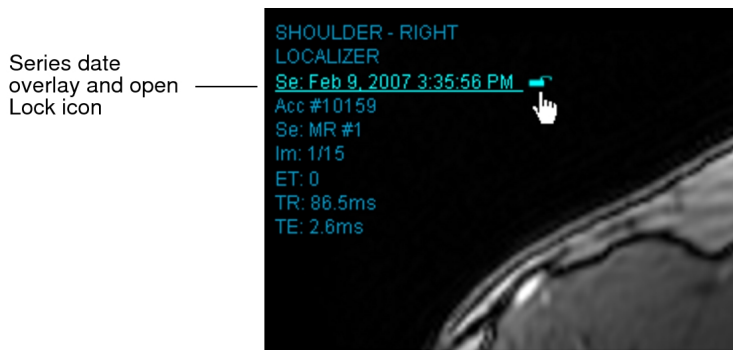 Series date
overlay and open
Lock icon
SHOULDER - RIGHT
LOCALIZER
Se: Feb 9, 2007 3:35:56 PM
Acc #10159
Se: MR #1
Im: 1/15
ET: 0
TR: 86.5ms
TE: 2.6ms